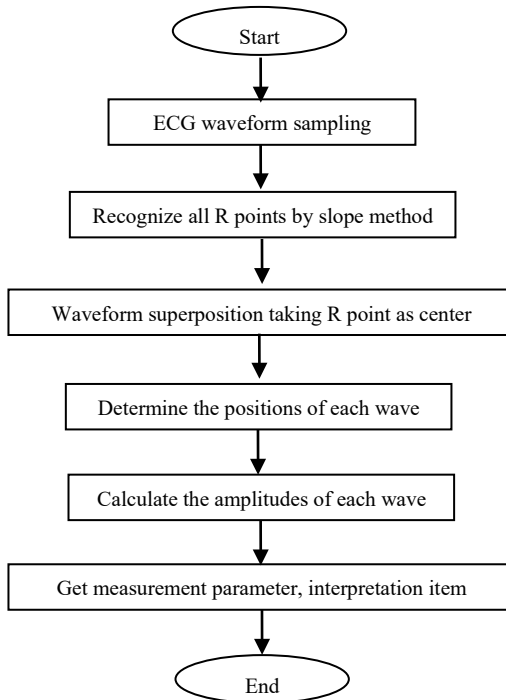 Start
ECG waveform sampling
Recognize all R points by slope method
Waveform superposition taking R point as center
Determine the positions of each wave
Calculate the amplitudes of each wave
Get measurement parameter, interpretation item
End